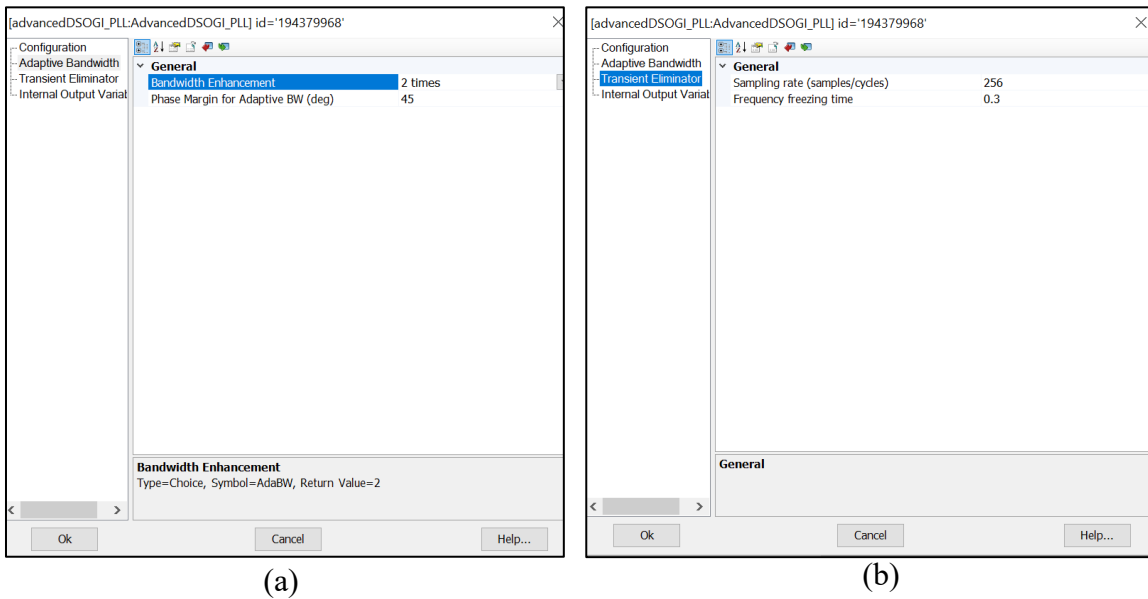 [advancedDSOGI_PLL:AdvancedDSOGI_PLL] id='194379968'
Configuration
Adaptive Bandwidth
Transient Eliminator
Internal Output Variab
General
Bandwidth Enhancement 2 times
Phase Margin for Adaptive BW (deg) 45
Bandwidth Enhancement
Type=Choice, Symbol=AdaBW, Return Value=2
Ok Cancel Help...
(a)
[advancedDSOGI_PLL:AdvancedDSOGI_PLL] id='194379968'
Configuration
Adaptive Bandwidth
Transient Eliminator
Internal Output Variab
General
Sampling rate (samples/cycles) 256
Frequency freezing time 0.3
General
Ok Cancel Help...
(b)